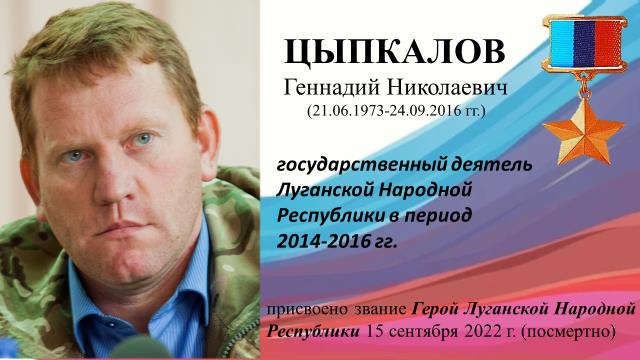 ЦЫПКАЛОВ
Геннадий Николаевич
(21.06.1973-24.09.2016 гг.)
государственный деятель
Луганской Народной
Республики в период
2014-2016 гг.
присвоено звание Герой Луганской Народной
Республики 15 сентября 2022 г. (посмертно)